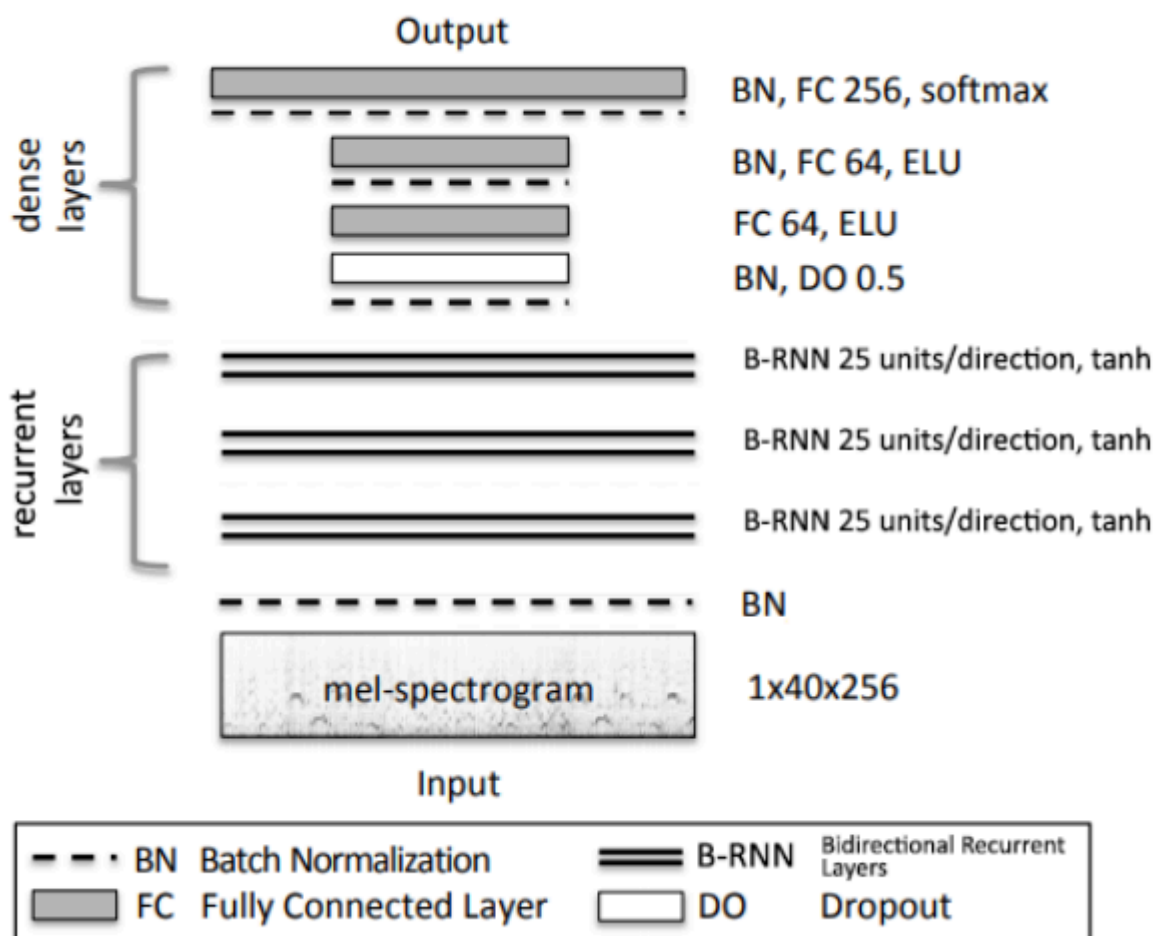 Output
dense
layers
BN, FC 256, softmax
BN, FC 64, ELU
FC 64, ELU
BN, DO 0.5
recurrent
layers
B-RNN 25 units/direction, tanh
B-RNN 25 units/direction, tanh
B-RNN 25 units/direction, tanh
BN
mel-spectrogram
1x40x256
Input
BN Batch Normalization
B-RNN Bidirectional Recurrent
Layers
FC Fully Connected Layer
DO Dropout